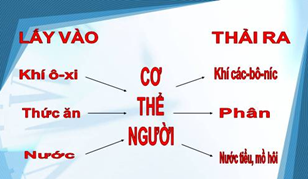 LẤY VÀO
THẢI RA
Khí ô-xi
CƠ
THỂ
NGƯỜI
Khí các-bô-níc
Thức ăn
Phân
Nước
Nước tiểu, mồ hôi